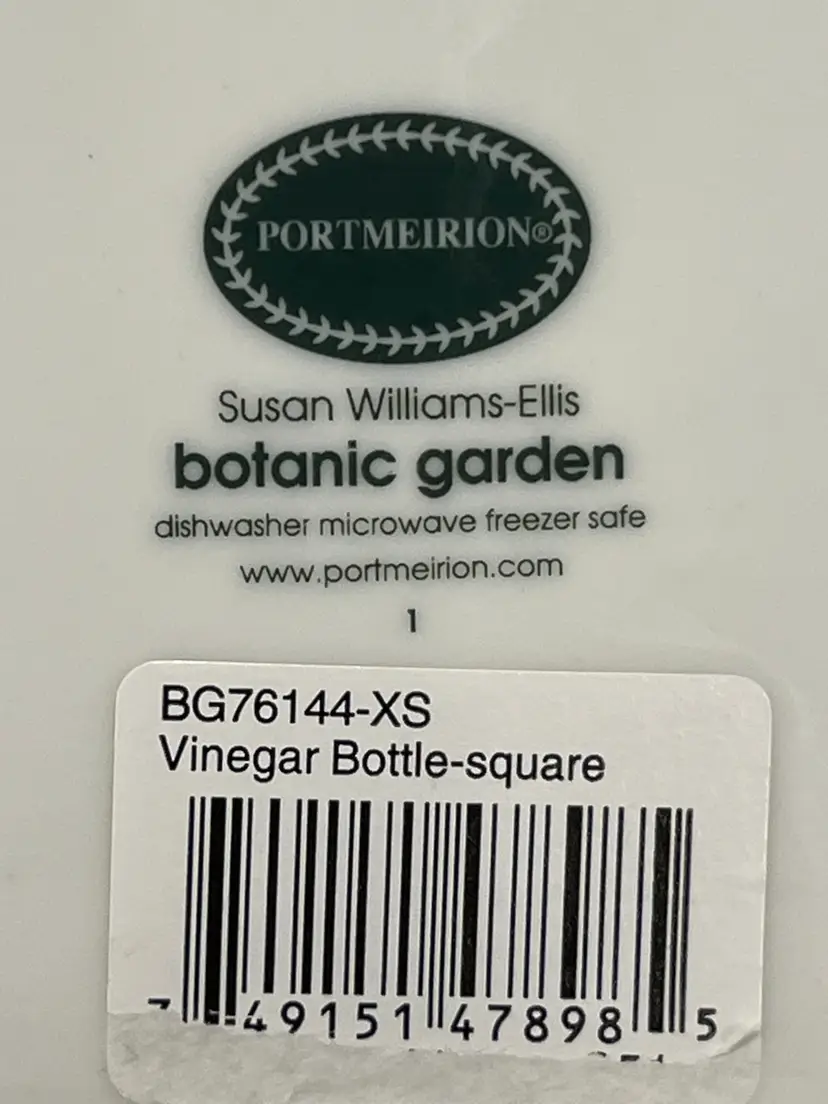 PORTMEIRION®
Susan Williams-Ellis
botanic garden
dishwasher microwave freezer safe
www.portmeirion.com
1
BG76144-XS
Vinegar Bottle-square
7 49151 47898 5